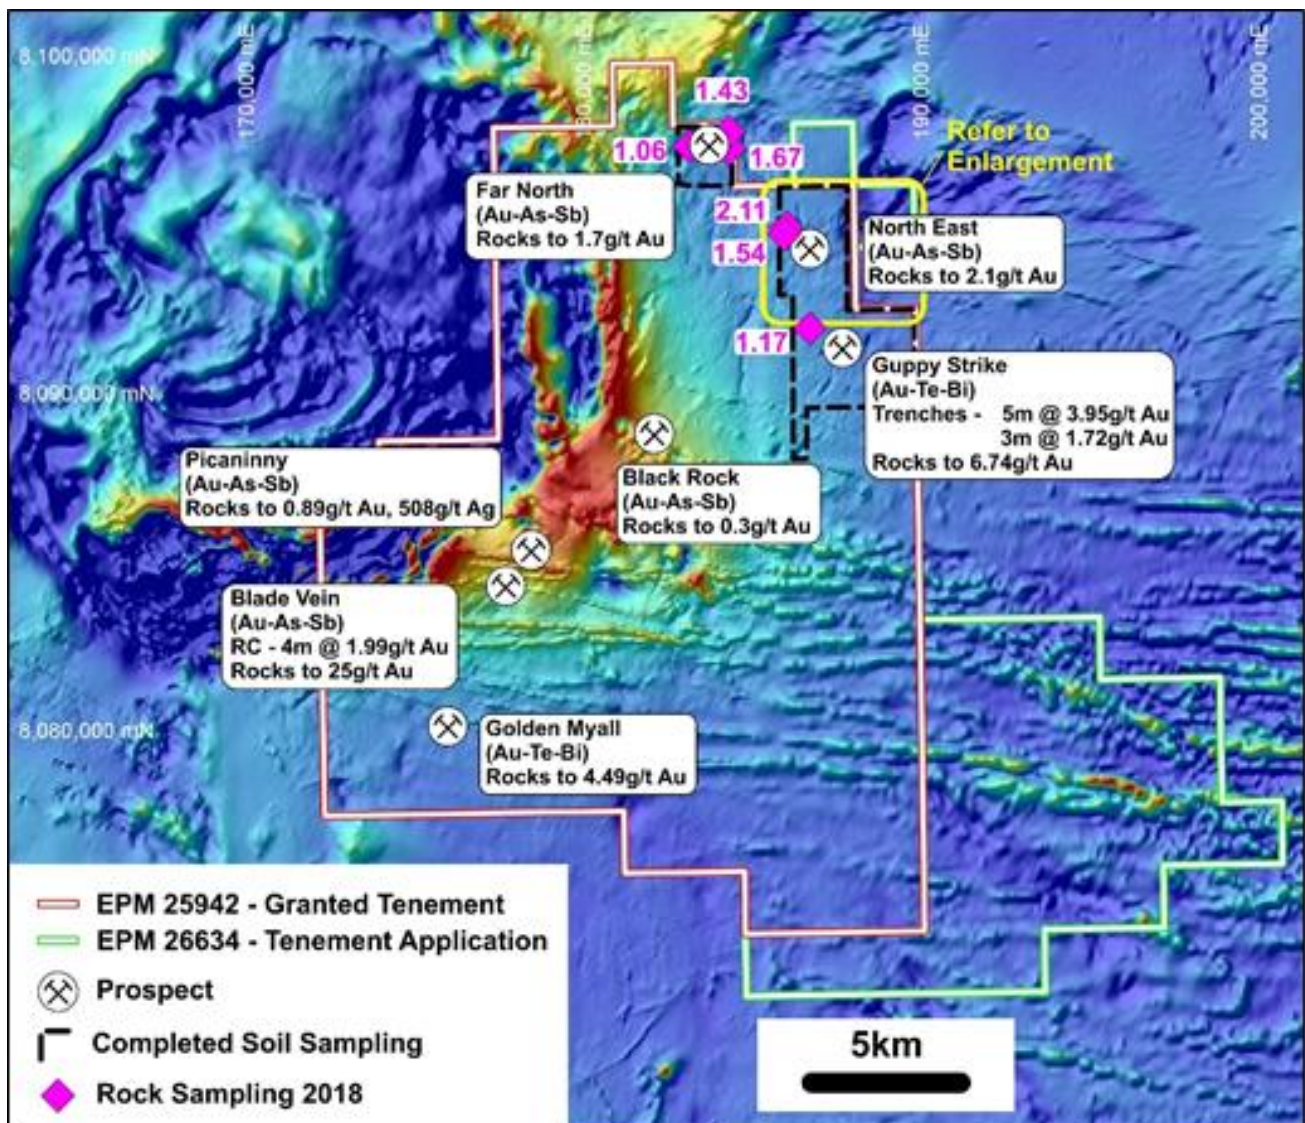 8,100,000 mN
170,000 mE
190,000 mE
200,000 mE
1.43
1.06
1.67
Refer to
Enlargement
Far North
(Au-As-Sb)
Rocks to 1.7g/t Au
2.11
1.54
North East
(Au-As-Sb)
Rocks to 2.1g/t Au
1.17
Guppy Strike
(Au-Te-Bi)
Trenches - 5m @ 3.95g/t Au
3m @ 1.72g/t Au
Rocks to 6.74g/t Au
8,090,000 mN
Picaninny
(Au-As-Sb)
Rocks to 0.89g/t Au, 508g/t Ag
Black Rock
(Au-As-Sb)
Rocks to 0.3g/t Au
Blade Vein
(Au-As-Sb)
RC - 4m @ 1.99g/t Au
Rocks to 25g/t Au
8,080,000 mN
Golden Myall
(Au-Te-Bi)
Rocks to 4.49g/t Au
EPM 25942 - Granted Tenement
EPM 26634 - Tenement Application
Prospect
Completed Soil Sampling
Rock Sampling 2018
5km